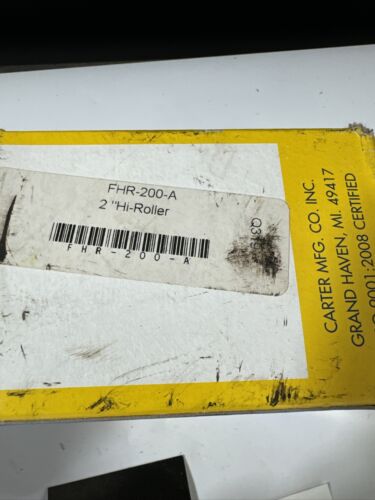 FHR-200-A
2 "Hi-Roller
FHR-200-A
CARTER MFG. CO. INC.
GRAND HAVEN, MI. 49417
9001:2008 CERTIFIED